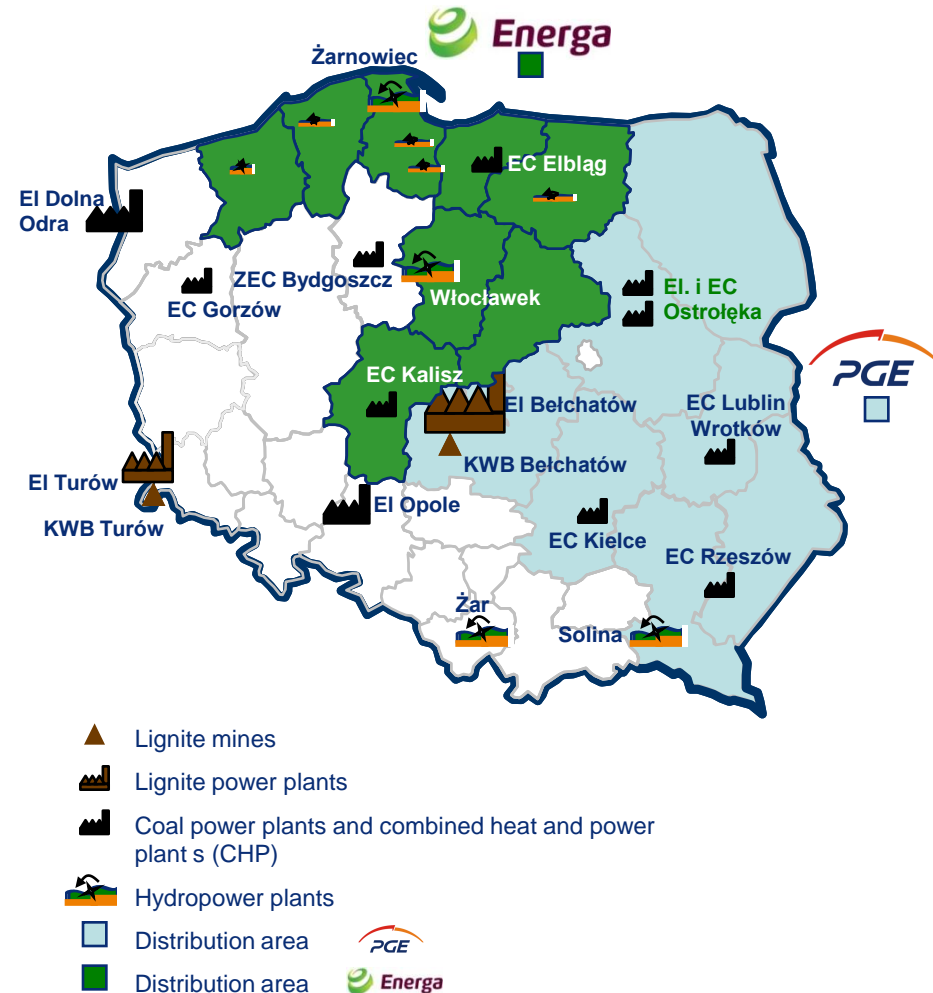 Energa
Żarnowiec
EC Elbląg
El Dolna
Odra
ZEC Bydgoszcz
EC Gorzów
Włocławek
El. i EC
Ostrołęka
PGE
EC Kalisz
El Bełchatów
EC Lublin
Wrotków
KWB Bełchatów
El Turów
El Opole
KWB Turów
EC Kielce
EC Rzeszów
Żar
Solina
Lignite mines
Lignite power plants
Coal power plants and combined heat and power
plant s (CHP)
Hydropower plants
Distribution area PGE
Distribution area Energa